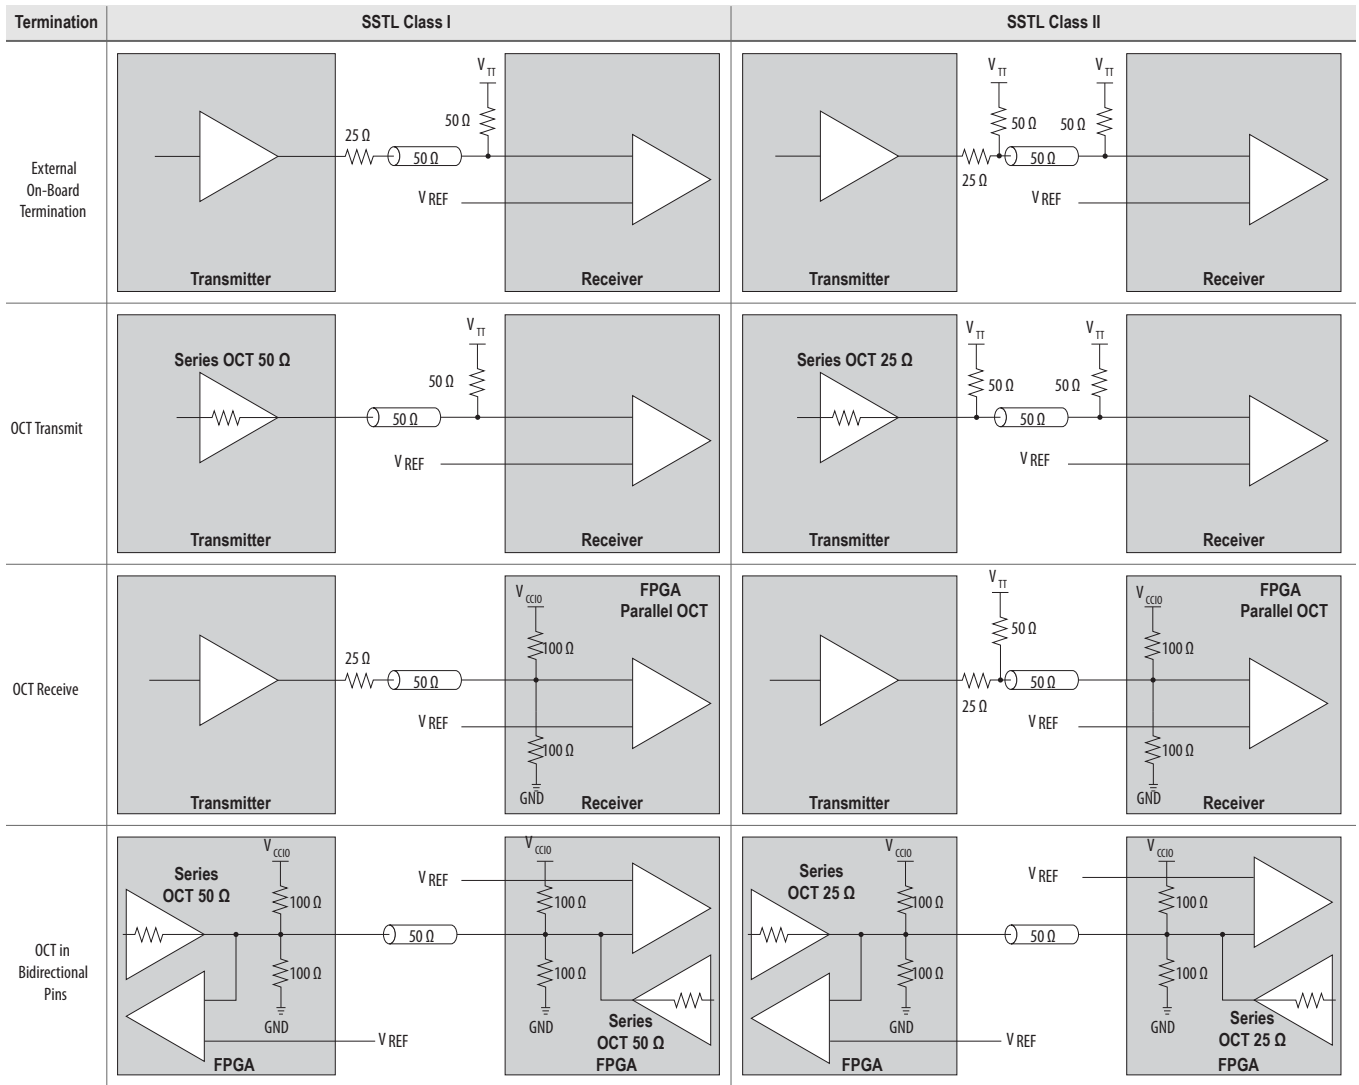 Termination
SSTL Class I
SSTL Class II
External
On-Board
Termination
V TT
50 Ω
25 Ω
50 Ω
V REF
Transmitter
Receiver
V TT
V TT
50 Ω
50 Ω
50 Ω
25 Ω
V REF
Transmitter
Receiver
OCT Transmit
Series OCT 50 Ω
V TT
50 Ω
50 Ω
V REF
Transmitter
Receiver
Series OCT 25 Ω
V TT
V TT
50 Ω
50 Ω
50 Ω
V REF
Transmitter
Receiver
OCT Receive
25 Ω
50 Ω
V REF
V CCIO
FPGA
Parallel OCT
100 Ω
100 Ω
GND
Transmitter
Receiver
V TT
50 Ω
25 Ω
50 Ω
V REF
V CCIO
FPGA
Parallel OCT
100 Ω
100 Ω
GND
Transmitter
Receiver
OCT in
Bidirectional
Pins
Series
OCT 50 Ω
V CCIO
100 Ω
100 Ω
GND
V REF
FPGA
50 Ω
V REF
V CCIO
100 Ω
100 Ω
GND
Series
OCT 50 Ω
FPGA
Series
OCT 25 Ω
V CCIO
100 Ω
100 Ω
GND
V REF
FPGA
50 Ω
V REF
V CCIO
100 Ω
100 Ω
GND
Series
OCT 25 Ω
FPGA